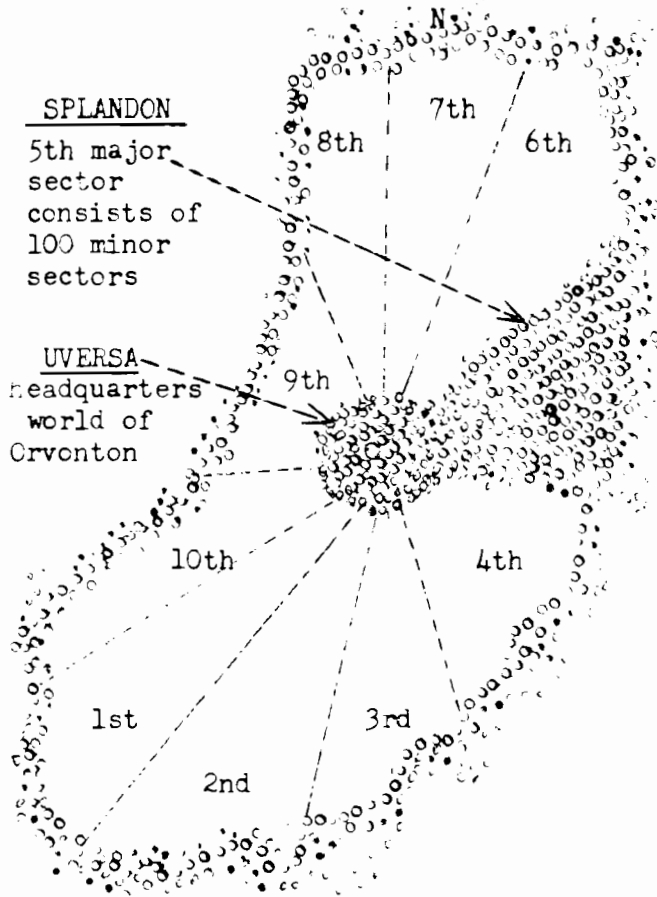 N
SPLANDON
5th major
sector
consists of
100 minor
sectors
8th
7th
6th
UVERSA
headquarters
world of
Orvonton
9th
10th
4th
1st
2nd
3rd